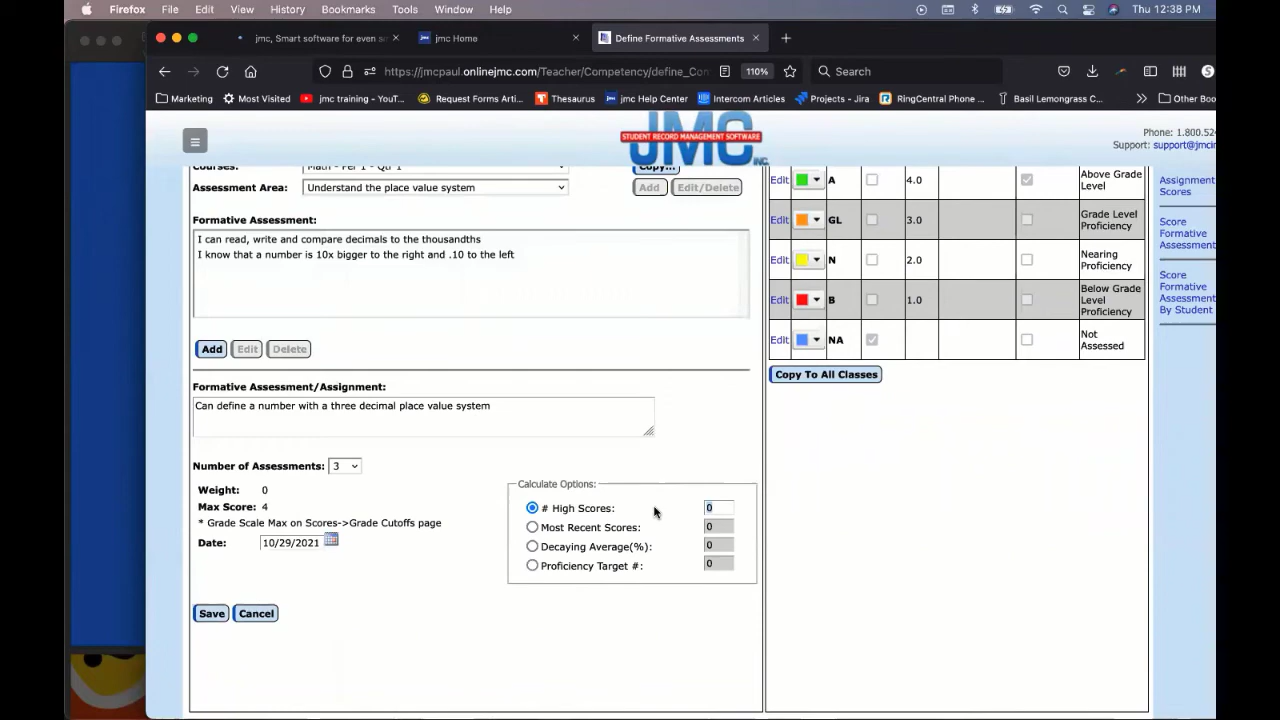 Firefox File Edit View History Bookmarks Tools Window Help Thu 12:38 PM
jmc, Smart software for even s
jmc Home
Define Formative Assessments
https://jmcpaul.onlinejmc.com/Teacher/Competency/define_Con
110%
Search
Marketing Most Visited jmc training - YouT... Request Forms Arti... Thesaurus jmc Help Center Intercom Articles Projects - Jira RingCentral Phone ... Basil Lemongrass C... Other Boo
JMC INC.
STUDENT RECORD MANAGEMENT SOFTWARE
Phone: 1.800.52
Support: support@jmcin
Courses: Math - Per 1 - Qtr 1 Copy...
Assessment Area: Understand the place value system Add Edit/Delete
Formative Assessment:
I can read, write and compare decimals to the thousandths
I know that a number is 10x bigger to the right and .10 to the left
Add Edit Delete
Formative Assessment/Assignment:
Can define a number with a three decimal place value system
Number of Assessments: 3
Weight: 0
Max Score: 4
* Grade Scale Max on Scores->Grade Cutoffs page
Date: 10/29/2021
Calculate Options:
# High Scores: 0
Most Recent Scores: 0
Decaying Average(%): 0
Proficiency Target #: 0
Save Cancel
Edit A 4.0 Above Grade
Level
Edit GL 3.0 Grade Level
Proficiency
Edit N 2.0 Nearing
Proficiency
Edit B 1.0 Below Grade
Level
Proficiency
Edit NA Not
Assessed
Copy To All Classes
Assignment
Scores
Score
Formative
Assessment
Score
Formative
Assessment
By Student